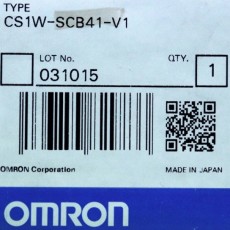 TYPE
CS1W-SCB41-V1
LOT No. QTY.
031015 1
OMRON Corporation MADE IN JAPAN
OMRON